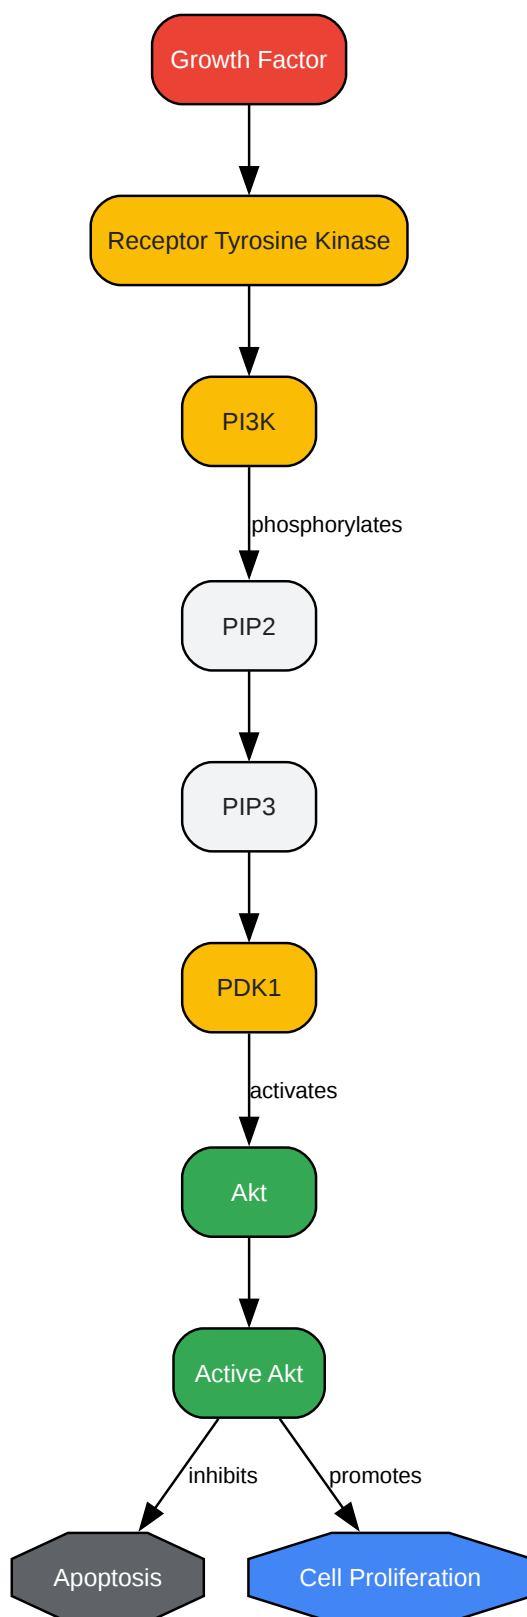 Growth Factor
Receptor Tyrosine Kinase
PI3K
phosphorylates
PIP2
PIP3
PDK1
activates
Akt
Active Akt
inhibits
promotes
Apoptosis
Cell Proliferation